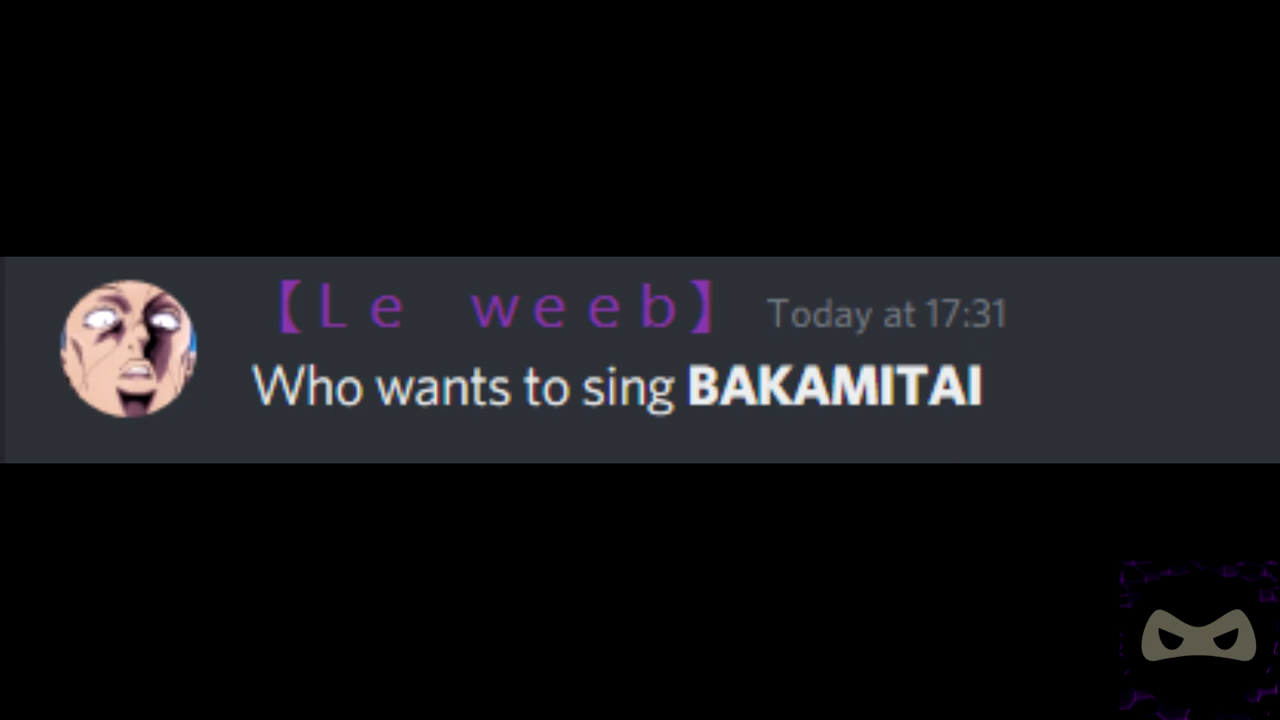 【Ｌｅ　ｗｅｅｂ】 Today at 17:31
Who wants to sing BAKAMITAI